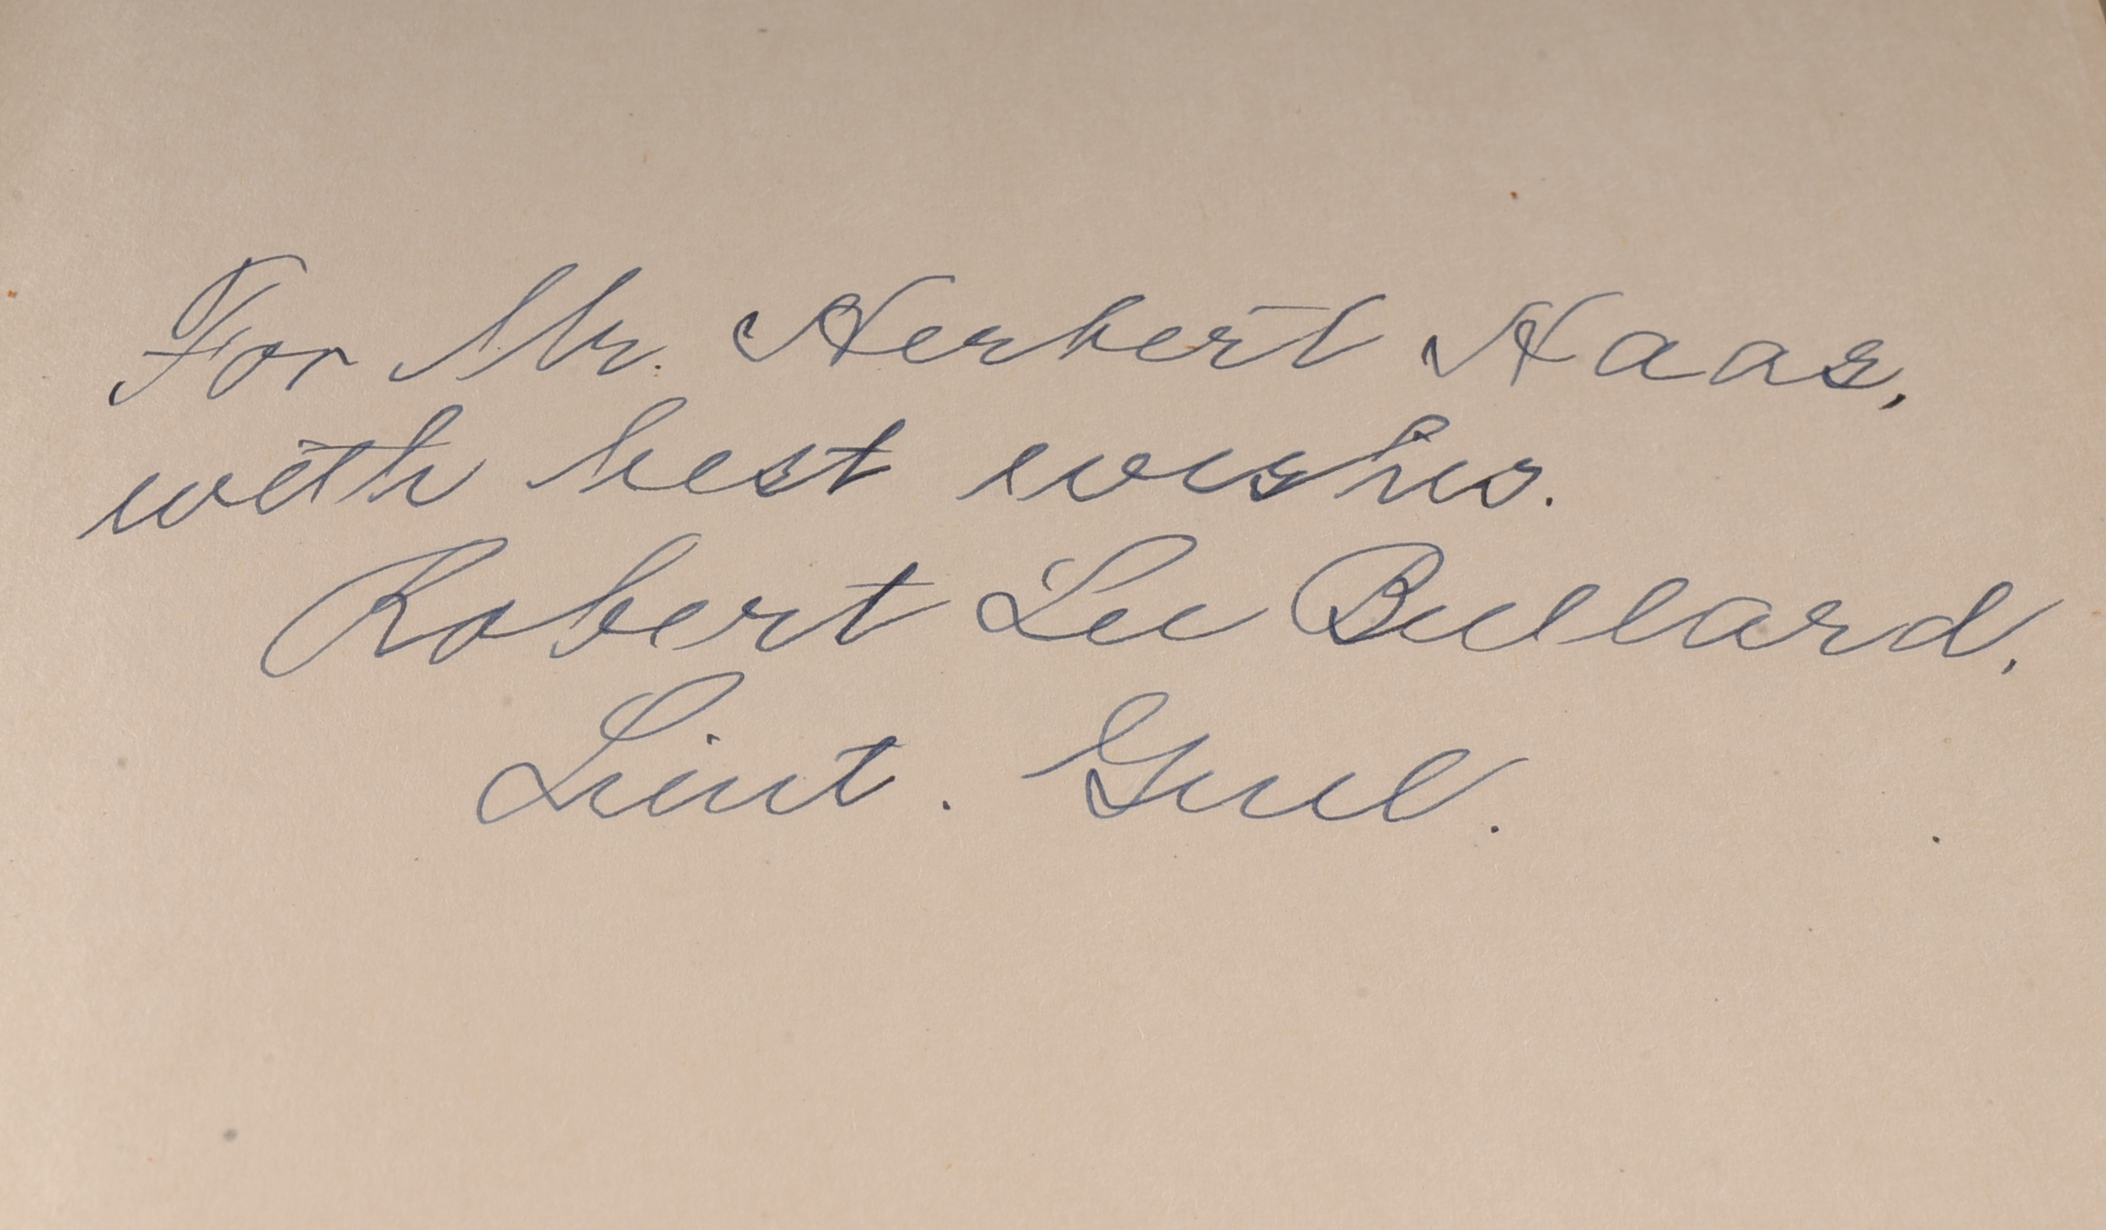 For Mr. Herbert Haas,
with best wishes.
Robert Lee Bullard,
Lieut. Genl.